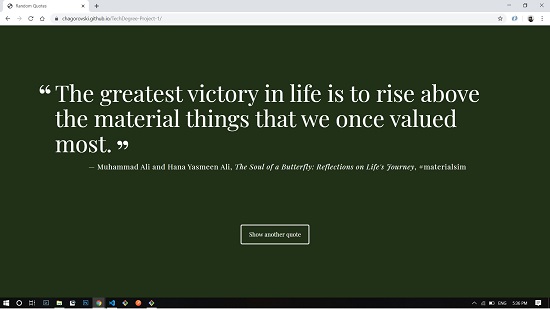 Random Quotes
chagorovski.github.io/TechDegree-Project-1/
“ The greatest victory in life is to rise above
the material things that we once valued
most. ”
— Muhammad Ali and Hana Yasmeen Ali, The Soul of a Butterfly: Reflections on Life's Journey, #materialsim
Show another quote
ENG 5:36 PM